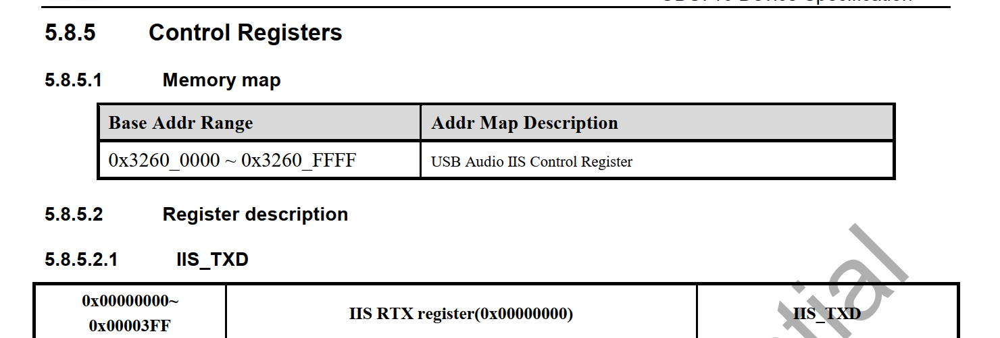 5.8.5 Control Registers
5.8.5.1 Memory map
Base Addr Range Addr Map Description
0x3260_0000 ~ 0x3260_FFFF USB Audio IIS Control Register
5.8.5.2 Register description
5.8.5.2.1 IIS_TXD
0x00000000~
0x00003FF
IIS RTX register(0x00000000) IIS_TXD
tial